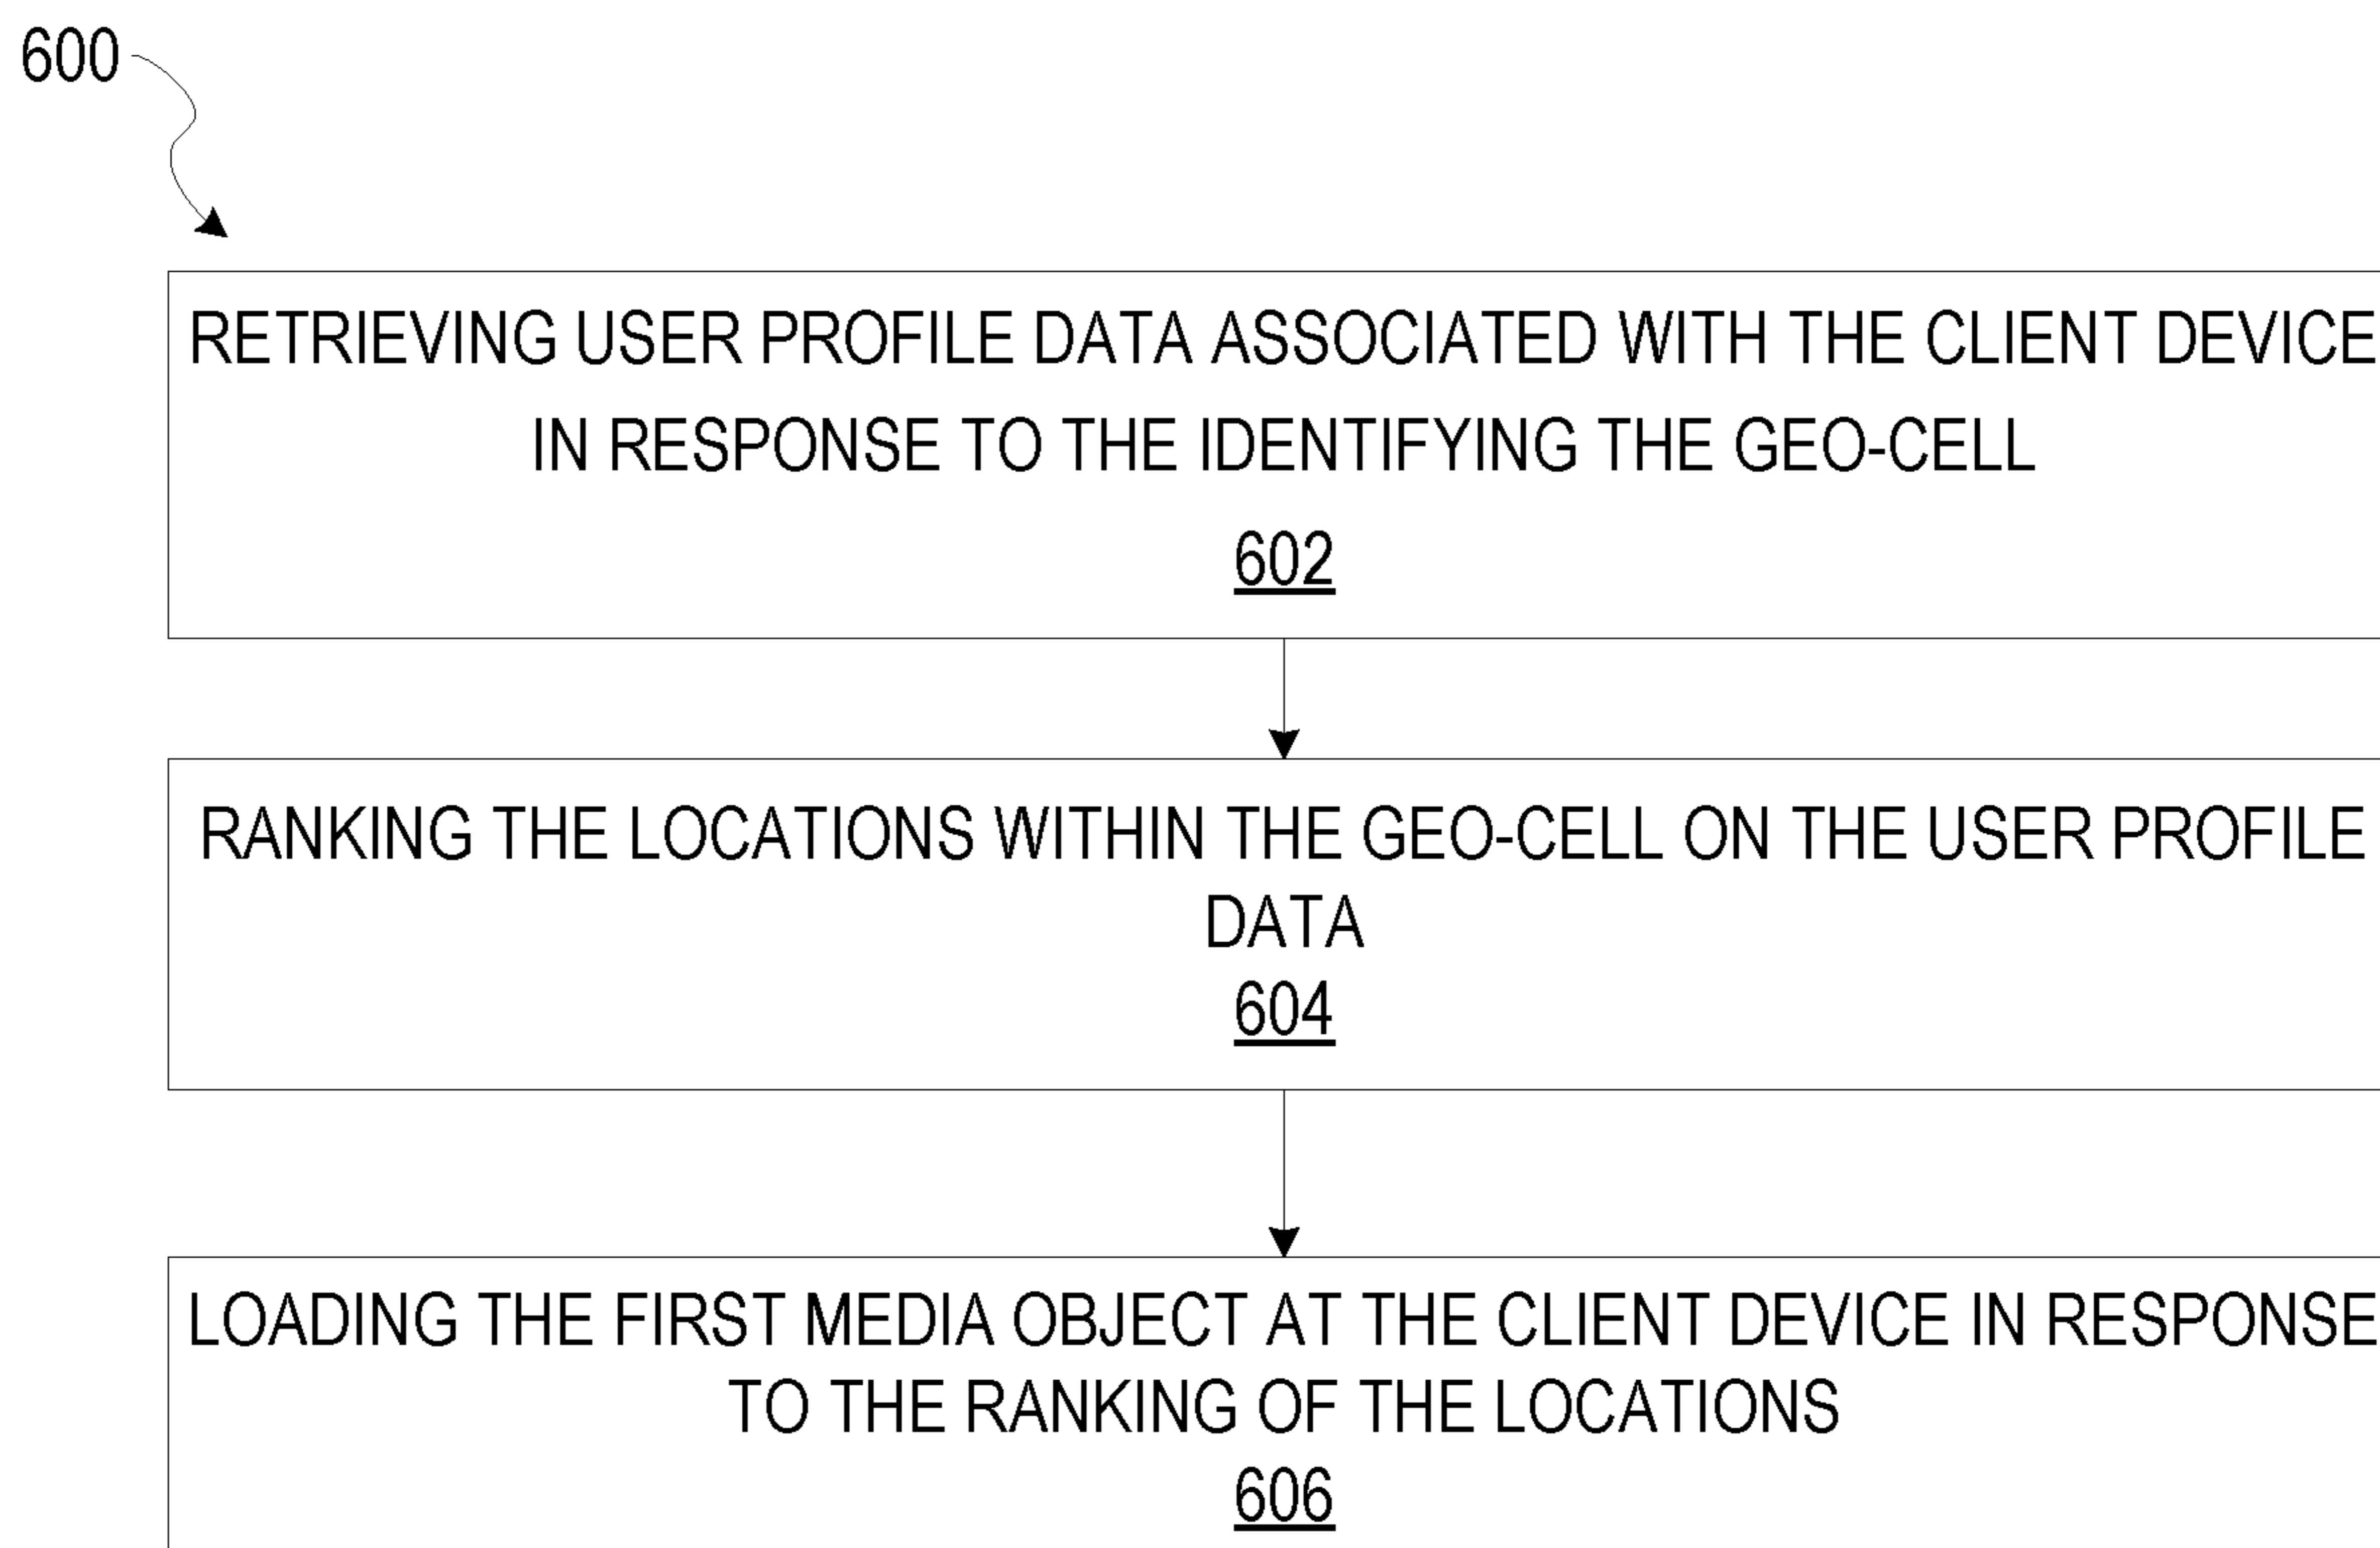 600
RETRIEVING USER PROFILE DATA ASSOCIATED WITH THE CLIENT DEVICE
IN RESPONSE TO THE IDENTIFYING THE GEO-CELL
602
RANKING THE LOCATIONS WITHIN THE GEO-CELL ON THE USER PROFILE
DATA
604
LOADING THE FIRST MEDIA OBJECT AT THE CLIENT DEVICE IN RESPONSE
TO THE RANKING OF THE LOCATIONS
606